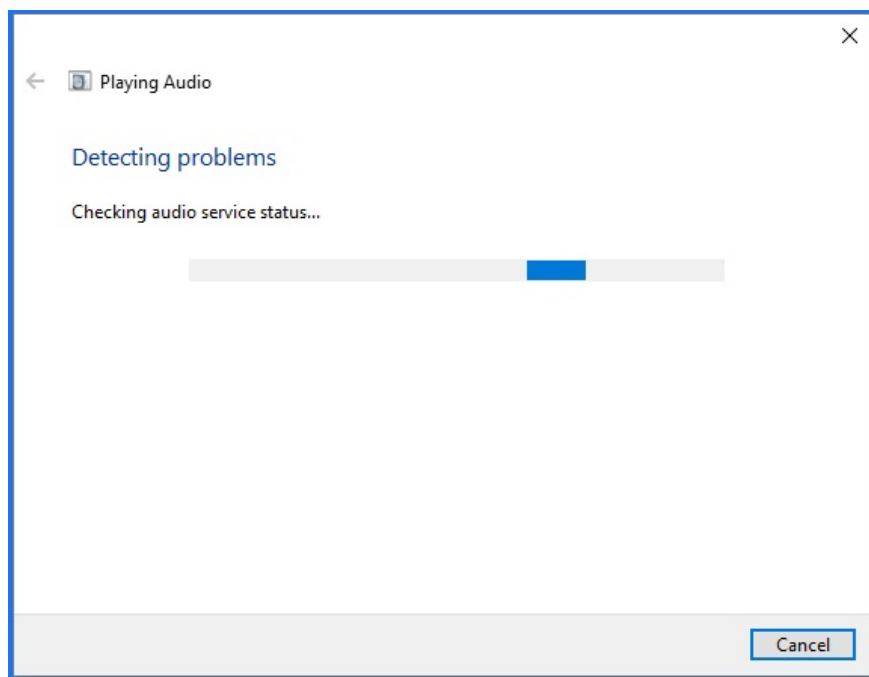 Playing Audio
Detecting problems
Checking audio service status...
Cancel